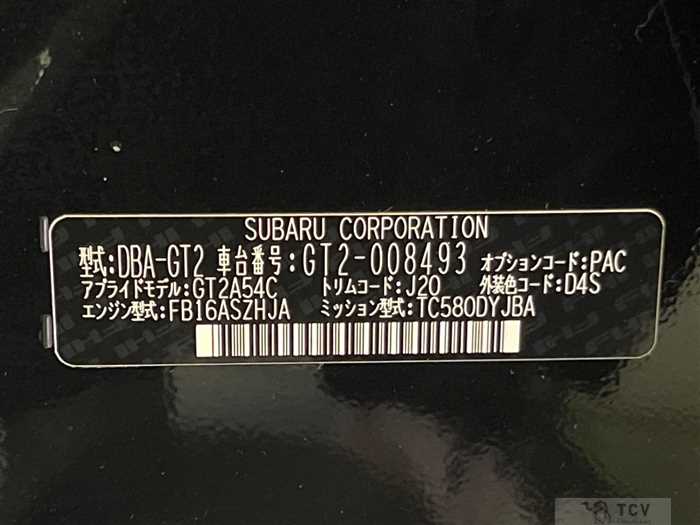 SUBARU CORPORATION
型式:DBA-GT2 車台番号:GT2-008493 オプションコード:PAC
アプライドモデル:GT2A54C トリムコード:J20 外装色コード:D4S
エンジン型式:FB16ASZHJA ミッション型式:TC580DYJBA
TCV